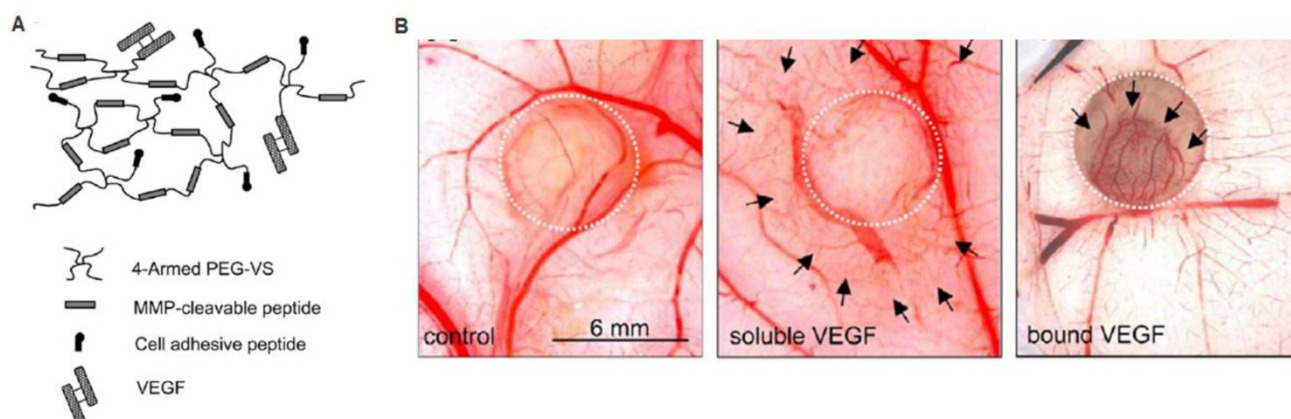 A
4-Armed PEG-VS
MMP-cleavable peptide
Cell adhesive peptide
VEGF
B
control
6 mm
soluble VEGF
bound VEGF